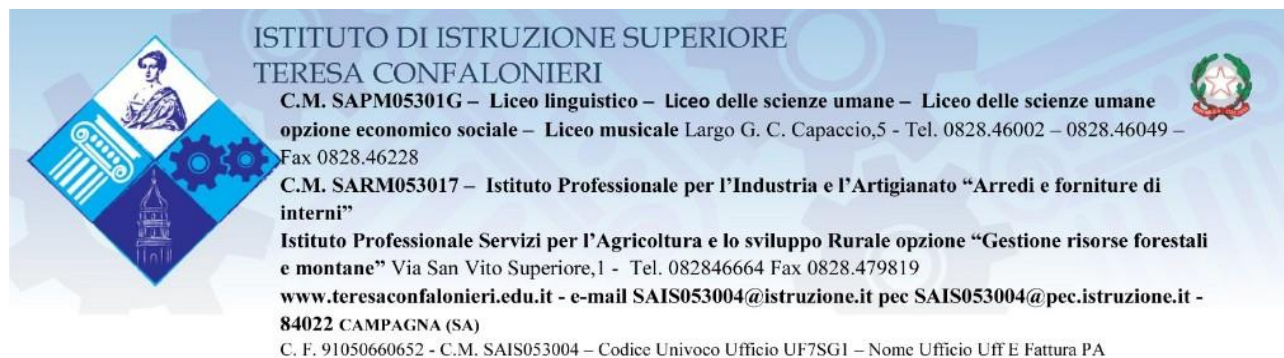 ISTITUTO DI ISTRUZIONE SUPERIORE
TERESA CONFALONIERI
C.M. SAPM05301G – Liceo linguistico – Liceo delle scienze umane – Liceo delle scienze umane
opzione economico sociale – Liceo musicale Largo G. C. Capaccio,5 - Tel. 0828.46002 – 0828.46049 –
Fax 0828.46228
C.M. SARM053017 – Istituto Professionale per l’Industria e l’Artigianato “Arredi e forniture di
interni”
Istituto Professionale Servizi per l’Agricoltura e lo sviluppo Rurale opzione “Gestione risorse forestali
e montane” Via San Vito Superiore,1 - Tel. 082846664 Fax 0828.479819
www.teresaconfalonieri.edu.it - e-mail SAIS053004@istruzione.it pec SAIS053004@pec.istruzione.it -
84022 CAMPAGNA (SA)
C. F. 91050660652 - C.M. SAIS053004 – Codice Univoco Ufficio UF7SG1 – Nome Ufficio Uff E Fattura PA